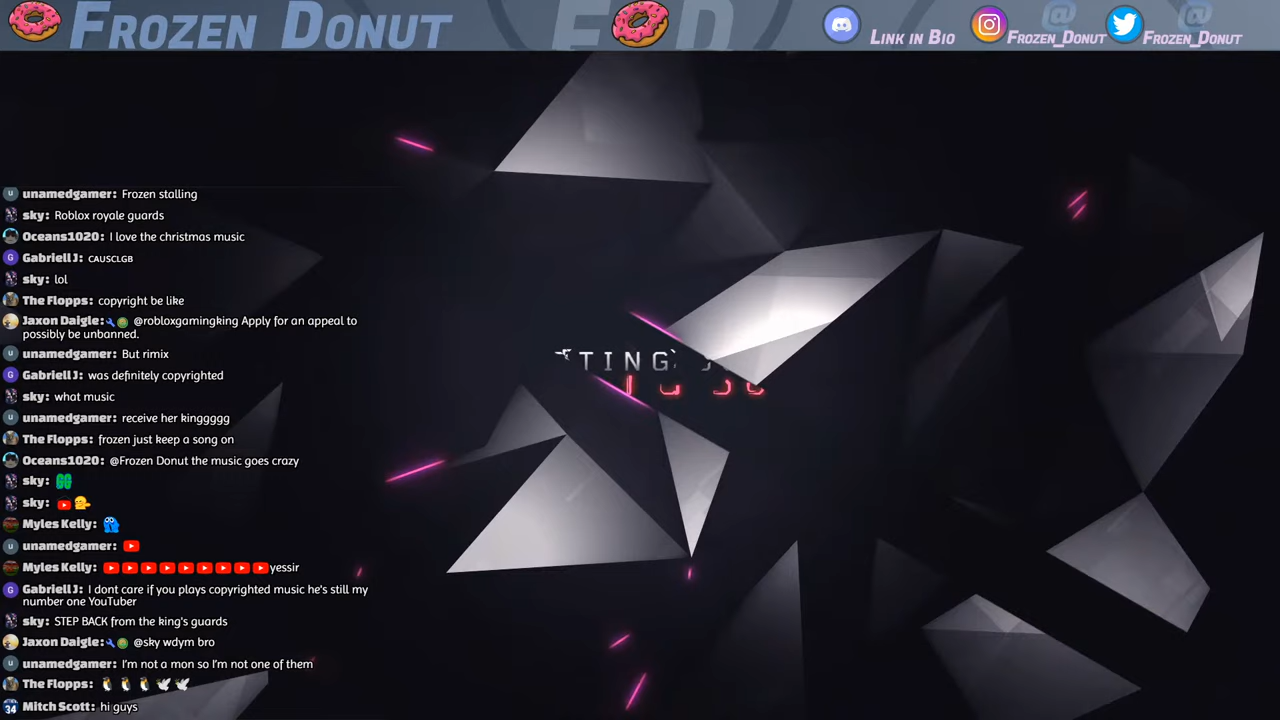 FROZEN DONUT
LINK IN BIO
@
FROZEN_DONUT
@
FROZEN_DONUT
unamedgamer: Frozen stalling
sky: Roblox royale guards
Oceans1020: I love the christmas music
Gabriell J: CAUSCLGB
sky: lol
The Flopps: copyright be like
Jaxon Daigle: @robloxgamingking Apply for an appeal to
possibly be unbanned.
unamedgamer: But rimix
Gabriell J: was definitely copyrighted
sky: what music
unamedgamer: receive her kinggggg
The Flopps: frozen just keep a song on
Oceans1020: @Frozen Donut the music goes crazy
sky:
sky:
Myles Kelly:
unamedgamer:
Myles Kelly: yessir
Gabriell J: I dont care if you plays copyrighted music he's still my
number one YouTuber
sky: STEP BACK from the king's guards
Jaxon Daigle: @sky wdym bro
unamedgamer: I'm not a mon so I'm not one of them
The Flopps:
34 Mitch Scott: hi guys